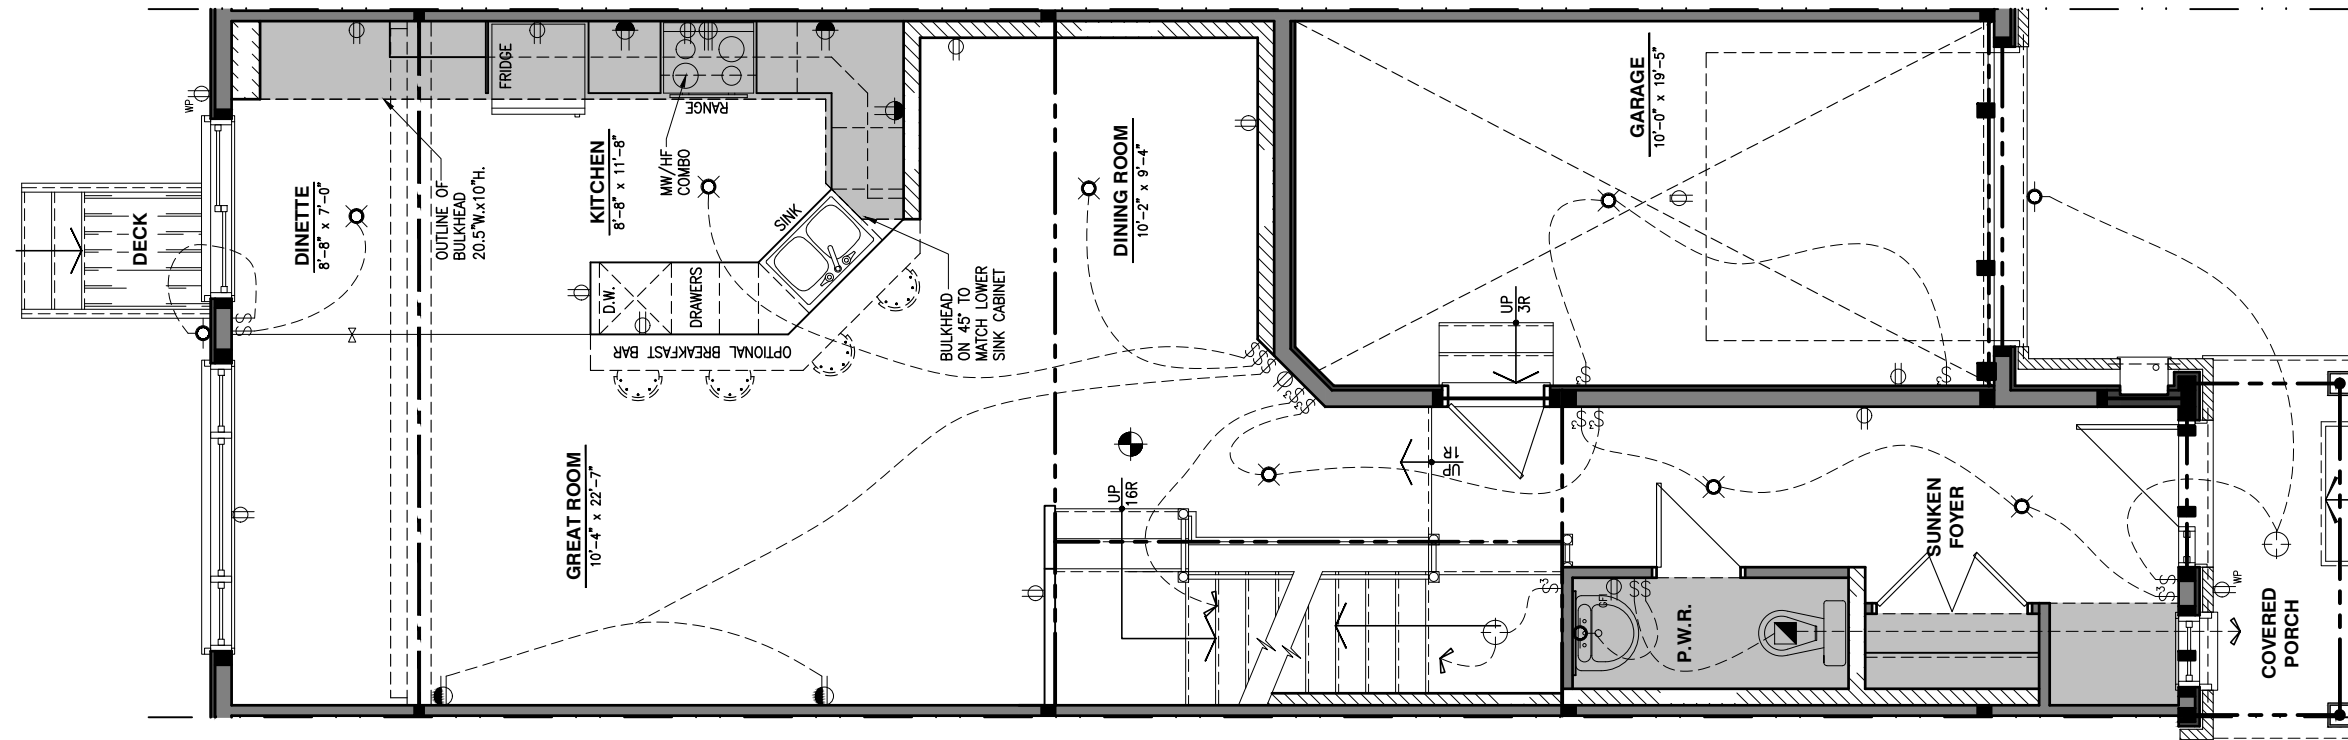 DECK
WP
DINETTE
8'-8" x 7'-0"
OUTLINE OF
BULKHEAD
20.5"W.x10"H.
FRIDGE
KITCHEN
8'-8" x 11'-8"
MW/HF
COMBO
RANGE
SINK
D.W.
DRAWERS
OPTIONAL BREAKFAST BAR
BULKHEAD
ON 45° TO
MATCH LOWER
SINK CABINET
DINING ROOM
10'-2" x 9'-4"
GARAGE
10'-0" x 19'-5"
UP
3R
GREAT ROOM
10'-4" x 22'-7"
UP
16R
UP
1R
GFI
P.W.R.
SUNKEN
FOYER
WP
COVERED
PORCH